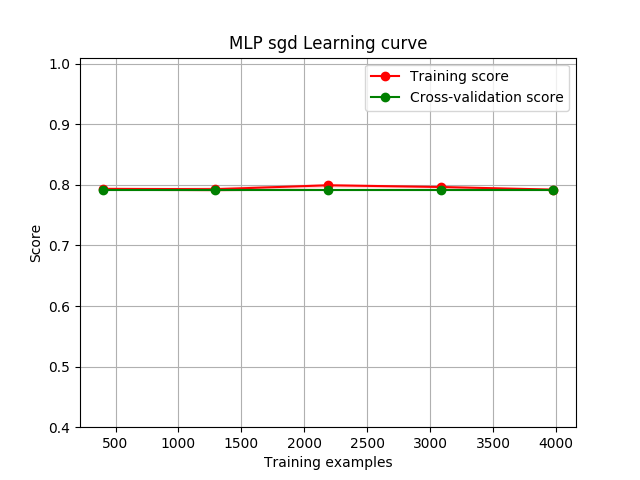 MLP sgd Learning curve
Training score
Cross-validation score
1.0
0.9
0.8
0.7
0.6
0.5
0.4
Score
500 1000 1500 2000 2500 3000 3500 4000
Training examples